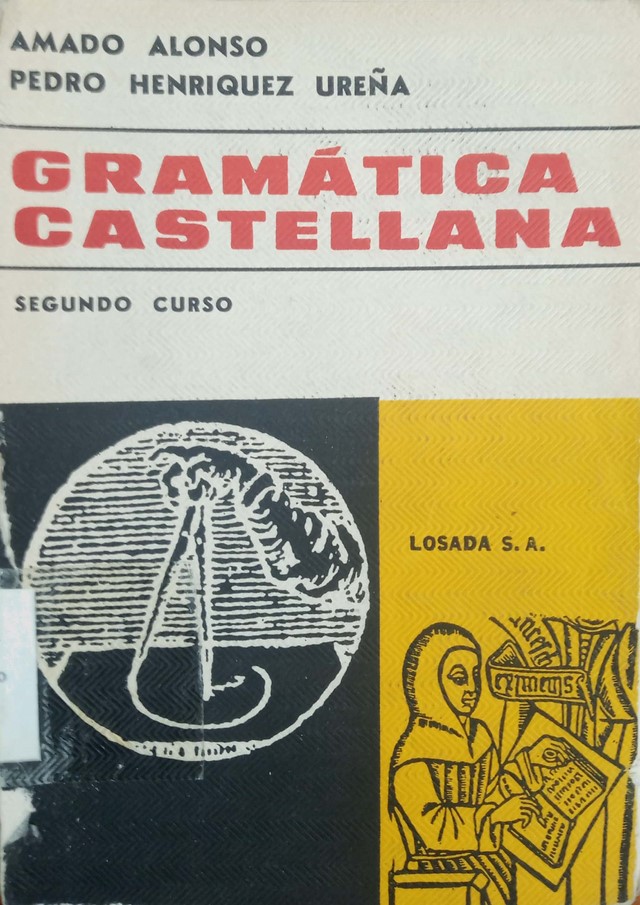 AMADO ALONSO
PEDRO HENRIQUEZ UREÑA
GRAMÁTICA
CASTELLANA
SEGUNDO CURSO
LOSADA S. A.